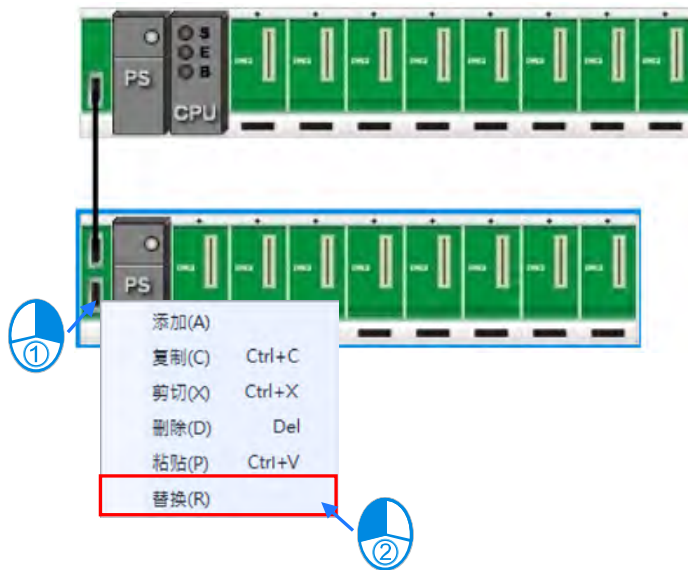 S
E
PS
B
CPU
PS
添加(A)
①
复制(C) Ctrl+C
剪切(X) Ctrl+X
删除(D) Del
粘贴(P) Ctrl+V
替换(R)
②